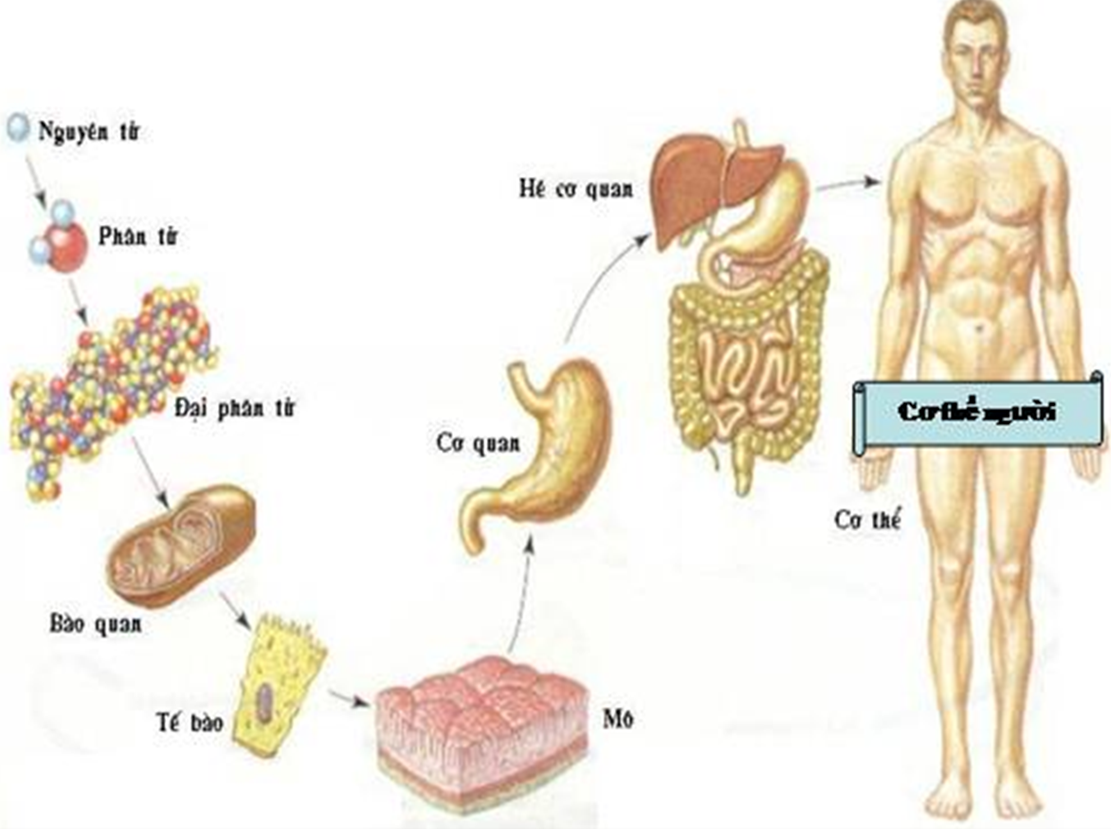 Nguyên tử
Phân tử
Đại phân tử
Bào quan
Tế bào
Mô
Cơ quan
Hê cơ quan
Cơ thể người
Cơ thể